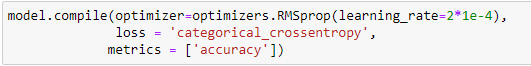 model.compile(optimizer=optimizers.RMSprop(learning_rate=2*1e-4),
loss = 'categorical_crossentropy',
metrics = ['accuracy'])